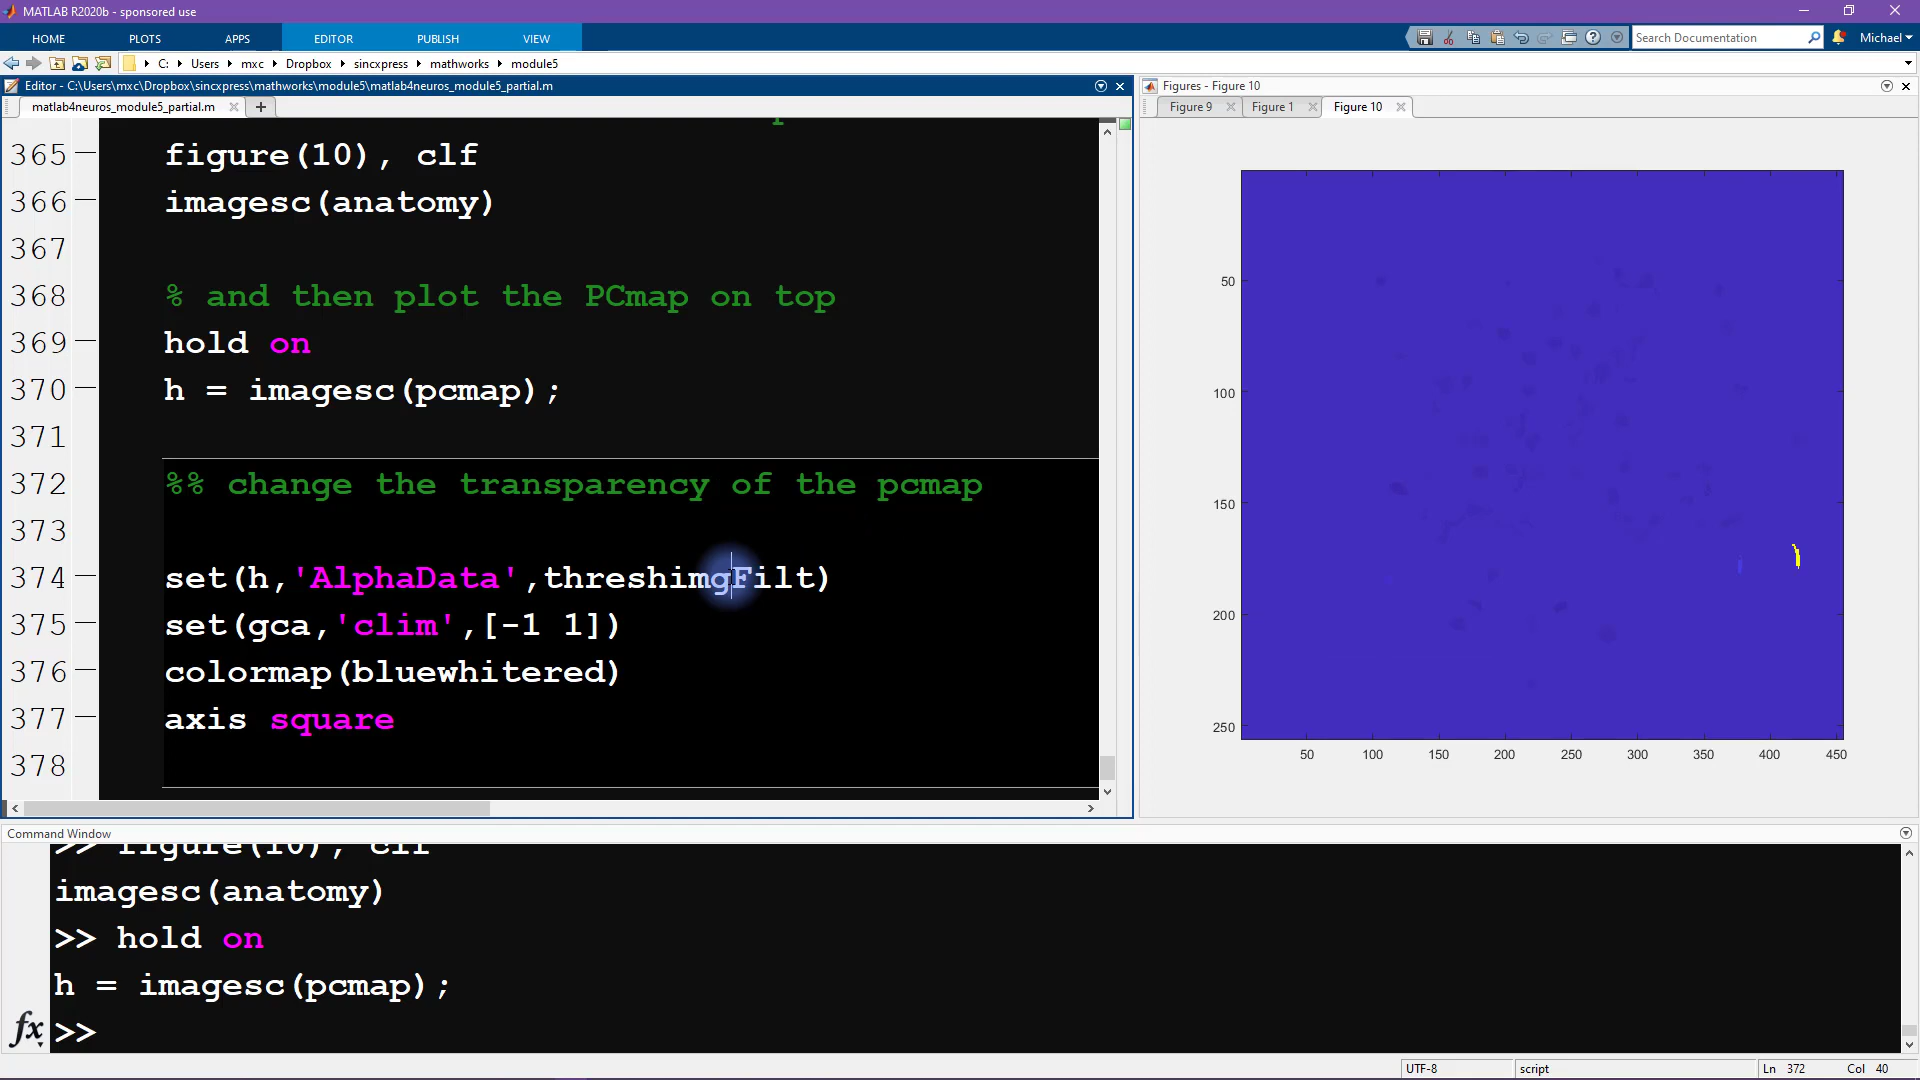 MATLAB R2020b - sponsored use
HOME PLOTS APPS EDITOR PUBLISH VIEW Search Documentation Michael
C: Users mxc Dropbox sincxpress mathworks module5
Editor - C:\Users\mxc\Dropbox\sincxpress\mathworks\module5\matlab4neuros_module5_partial.m
matlab4neuros_module5_partial.m
365 figure(10), clf
366 imagesc(anatomy)
367
368 % and then plot the PCmap on top
369 hold on
370 h = imagesc(pcmap);
371
372 %% change the transparency of the pcmap
373
374 set(h,'AlphaData',threshimgFilt)
375 set(gca,'clim',[-1 1])
376 colormap(bluewhitered)
377 axis square
378
Figures - Figure 10
Figure 9 Figure 1 Figure 10
50
100
150
200
250
50 100 150 200 250 300 350 400 450
Command Window
>> figure(10), clf
imagesc(anatomy)
>> hold on
h = imagesc(pcmap);
fx >>
UTF-8 script Ln 372 Col 40